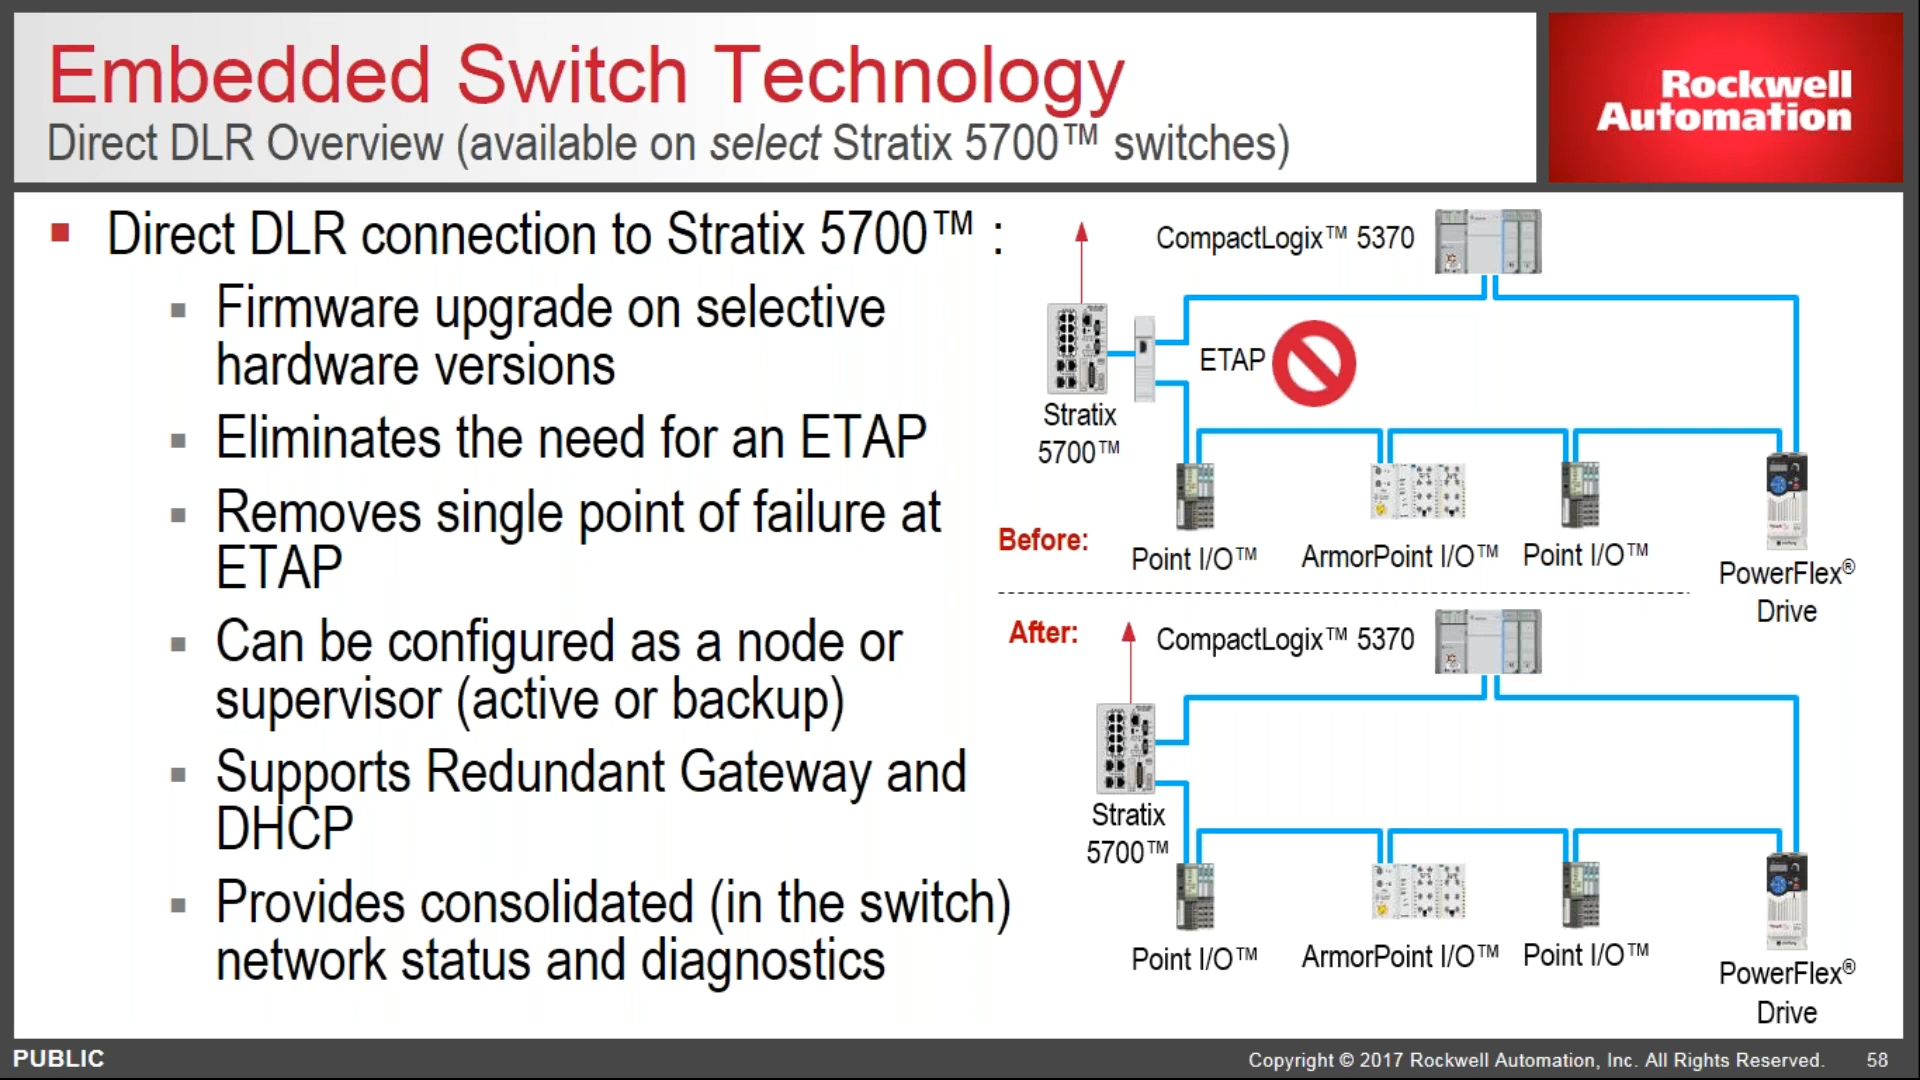 Embedded Switch Technology
Direct DLR Overview (available on select Stratix 5700™ switches)
Rockwell
Automation
Direct DLR connection to Stratix 5700™ :
Firmware upgrade on selective
hardware versions
Eliminates the need for an ETAP
Removes single point of failure at
ETAP
Can be configured as a node or
supervisor (active or backup)
Supports Redundant Gateway and
DHCP
Provides consolidated (in the switch)
network status and diagnostics
CompactLogix™ 5370
ETAP
Stratix
5700™
Before:
Point I/O™
ArmorPoint I/O™
Point I/O™
PowerFlex®
Drive
After:
CompactLogix™ 5370
Stratix
5700™
Point I/O™
ArmorPoint I/O™
Point I/O™
PowerFlex®
Drive
PUBLIC
Copyright © 2017 Rockwell Automation, Inc. All Rights Reserved.
58